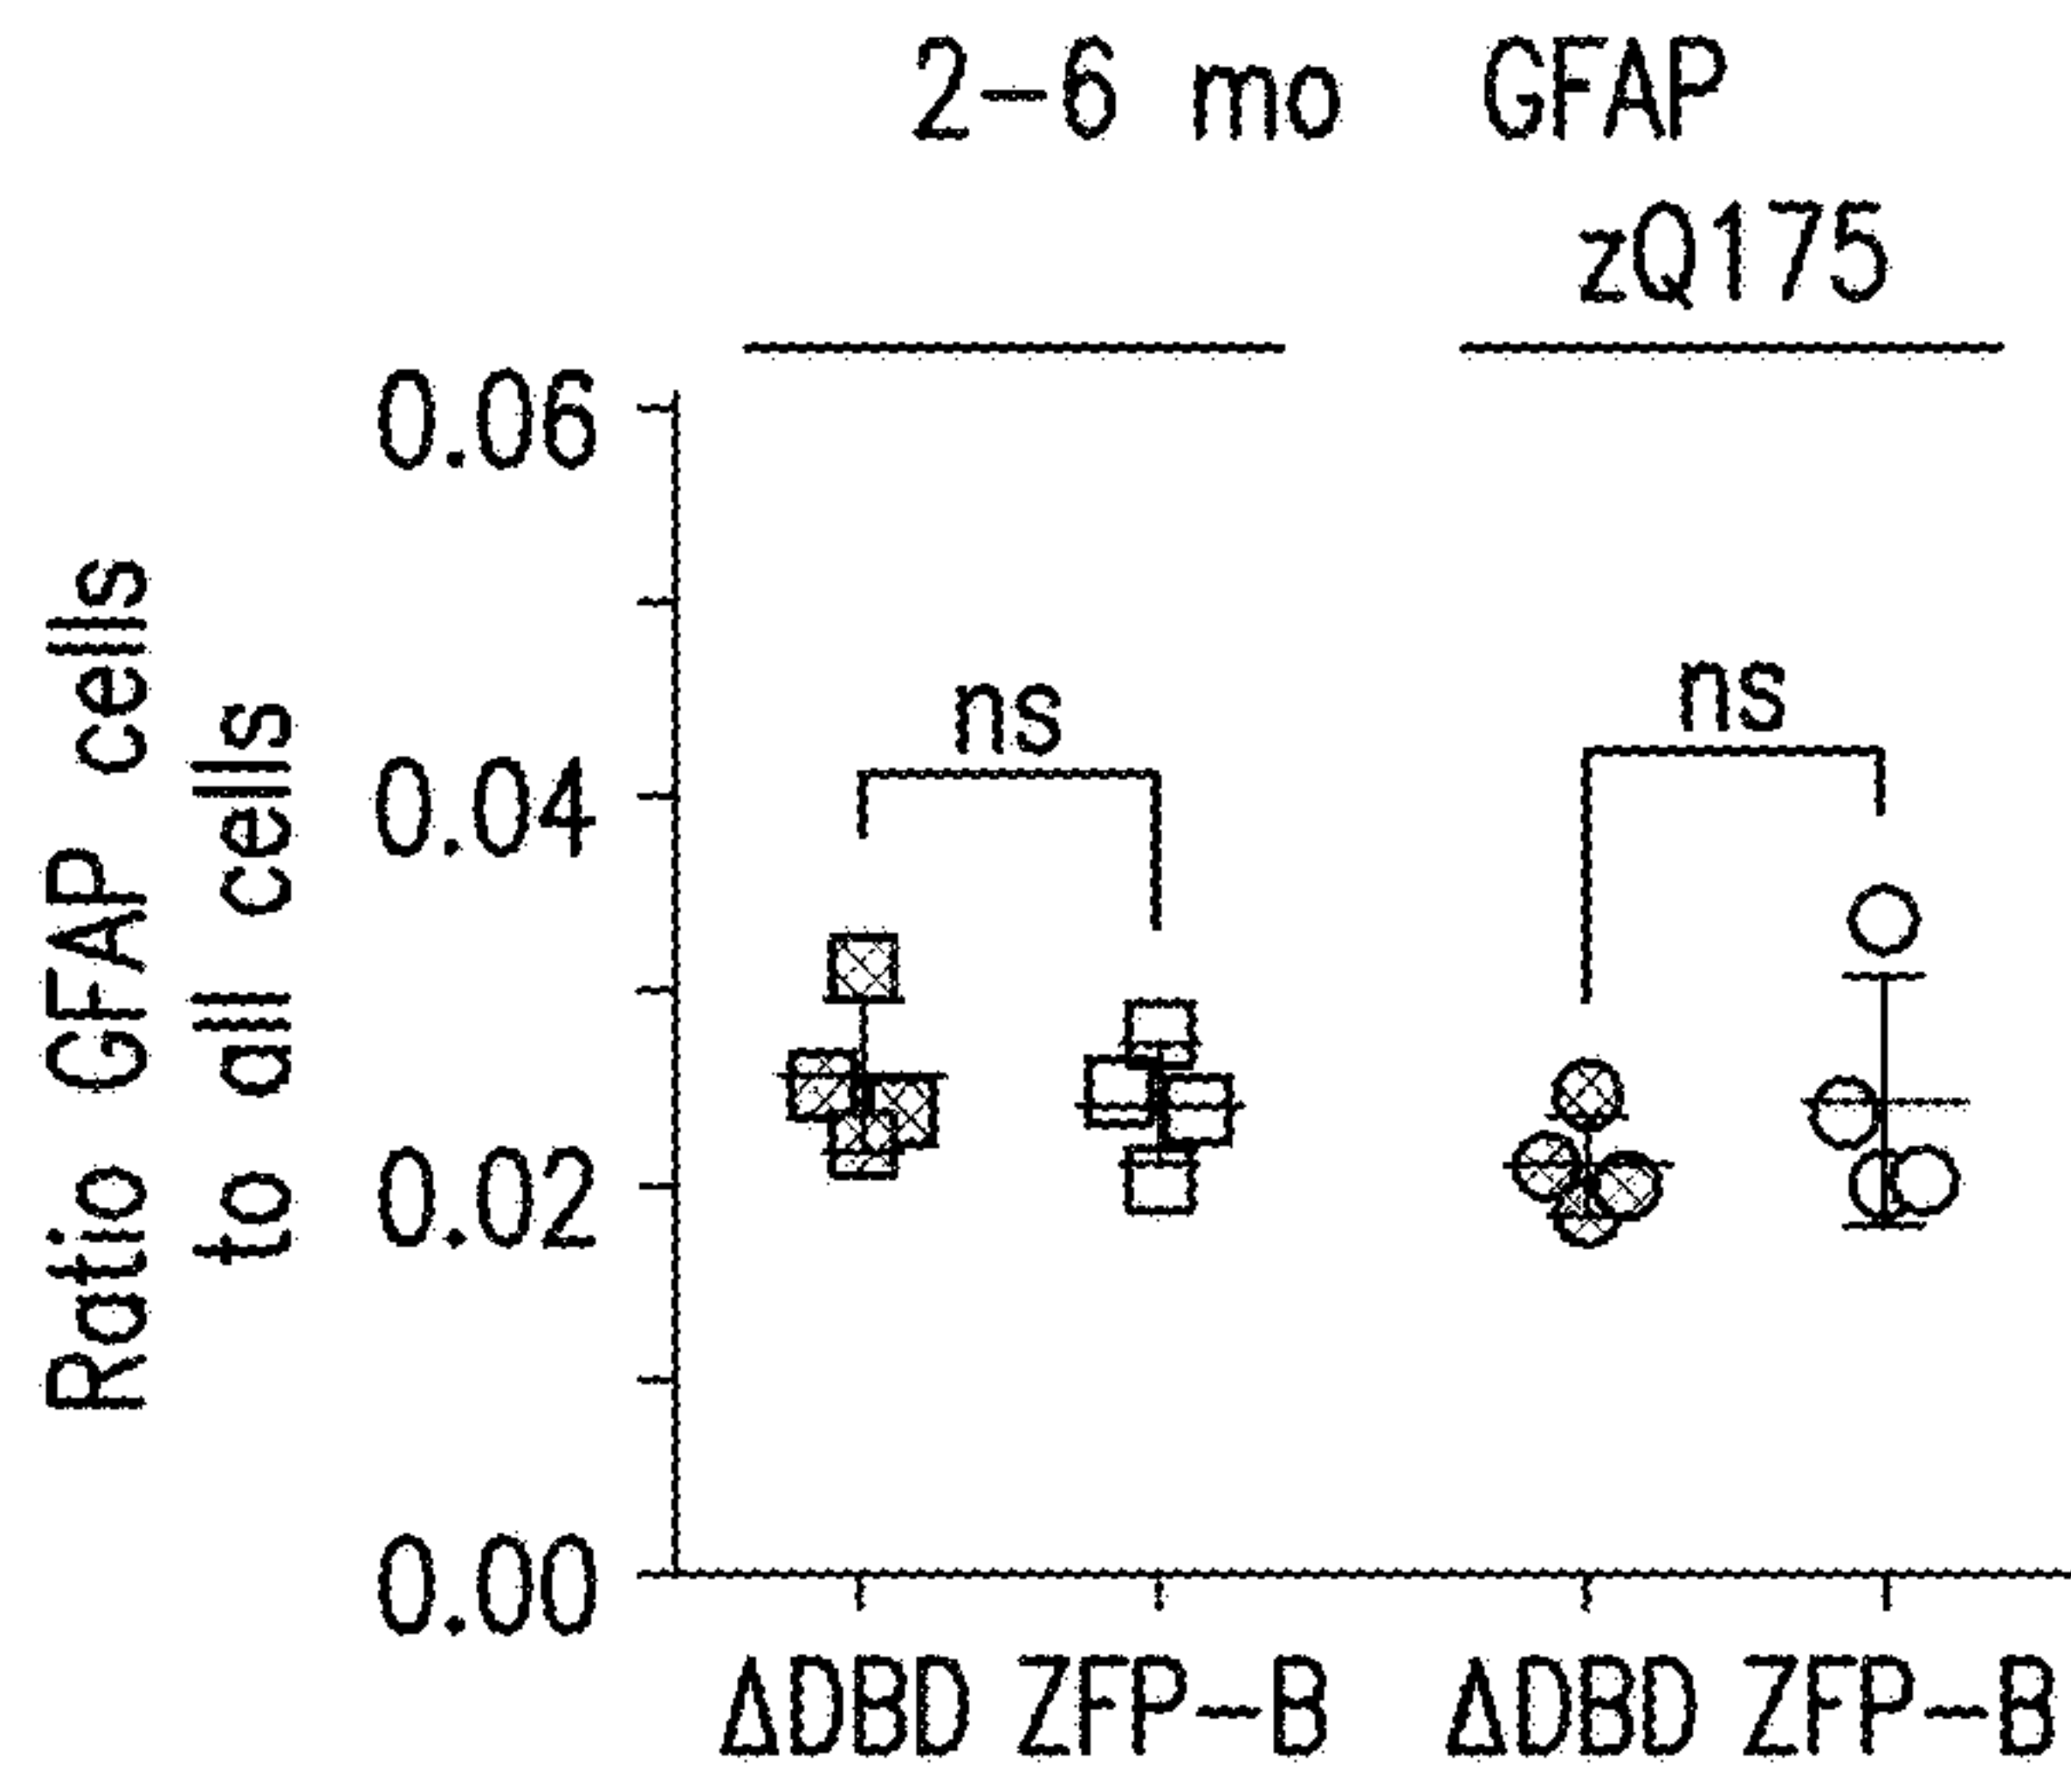 2-6 mo GFAP
zQ175
Ratio GFAP cells
to all cells
0.06
0.04
0.02
0.00
ns
ns
ΔDBD ZFP-B ΔDBD ZFP-B